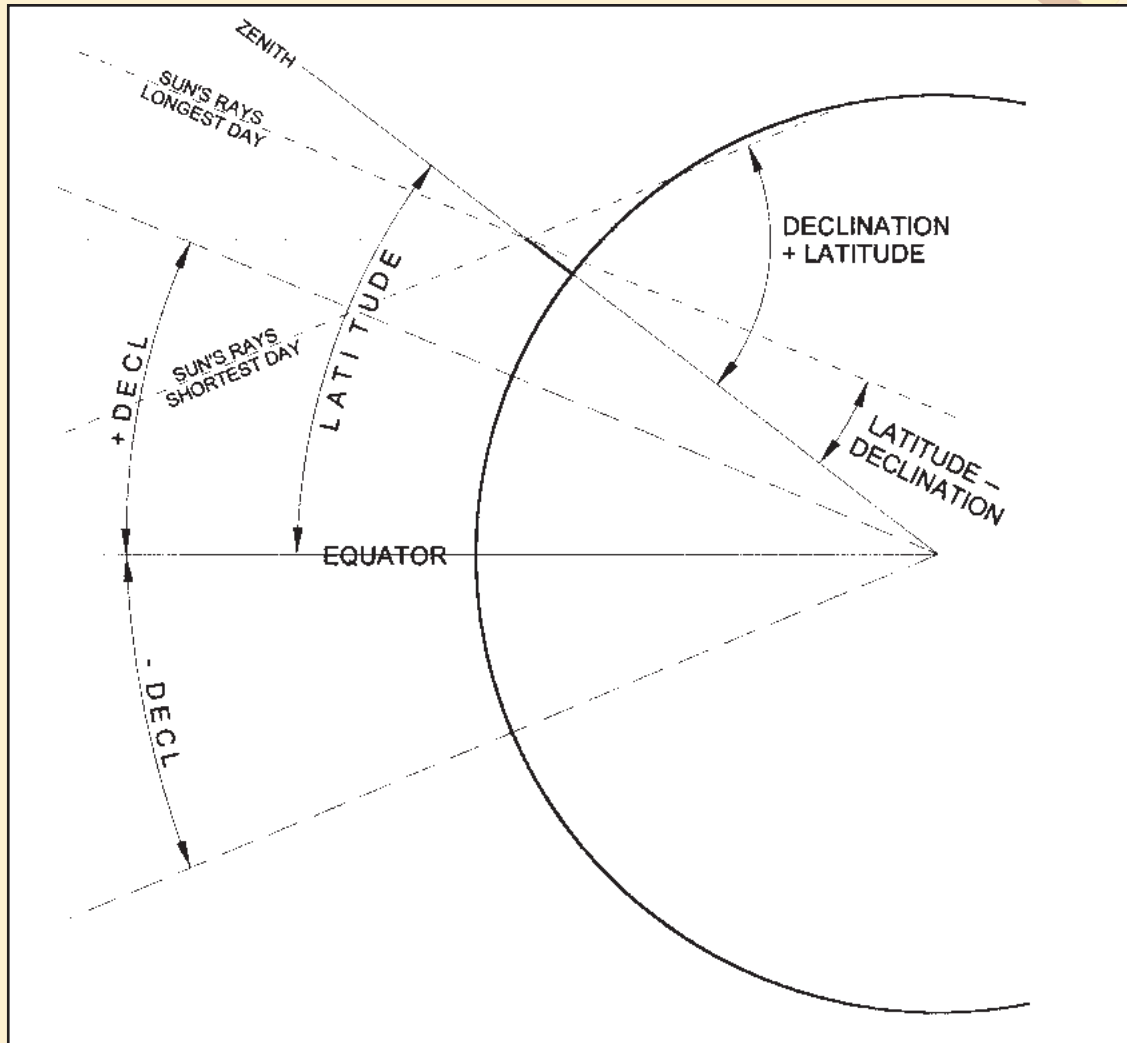 ZENITH
SUN'S RAYS
LONGEST DAY
DECLINATION
+ LATITUDE
LATITUDE
+ DECL
SUN'S RAYS
SHORTEST DAY
LATITUDE –
DECLINATION
EQUATOR
- DECL